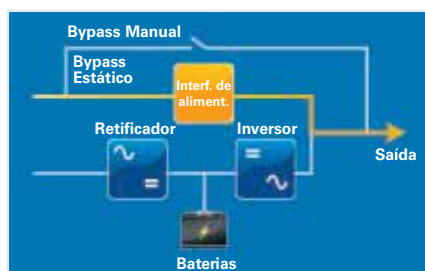 Bypass Manual
Bypass
Estático
Interf. de
aliment.
Retificador
Inversor
Saída
Baterias